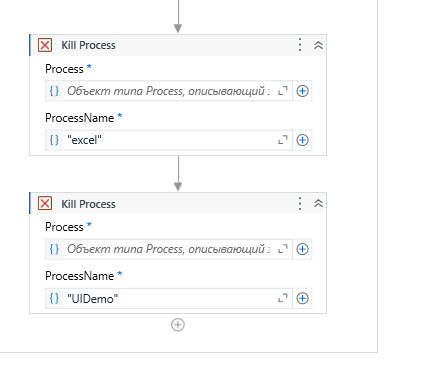 Kill Process
Process *
Объект типа Process, описывающий з
ProcessName *
"excel"
Kill Process
Process *
Объект типа Process, описывающий з
ProcessName *
"UIDemo"